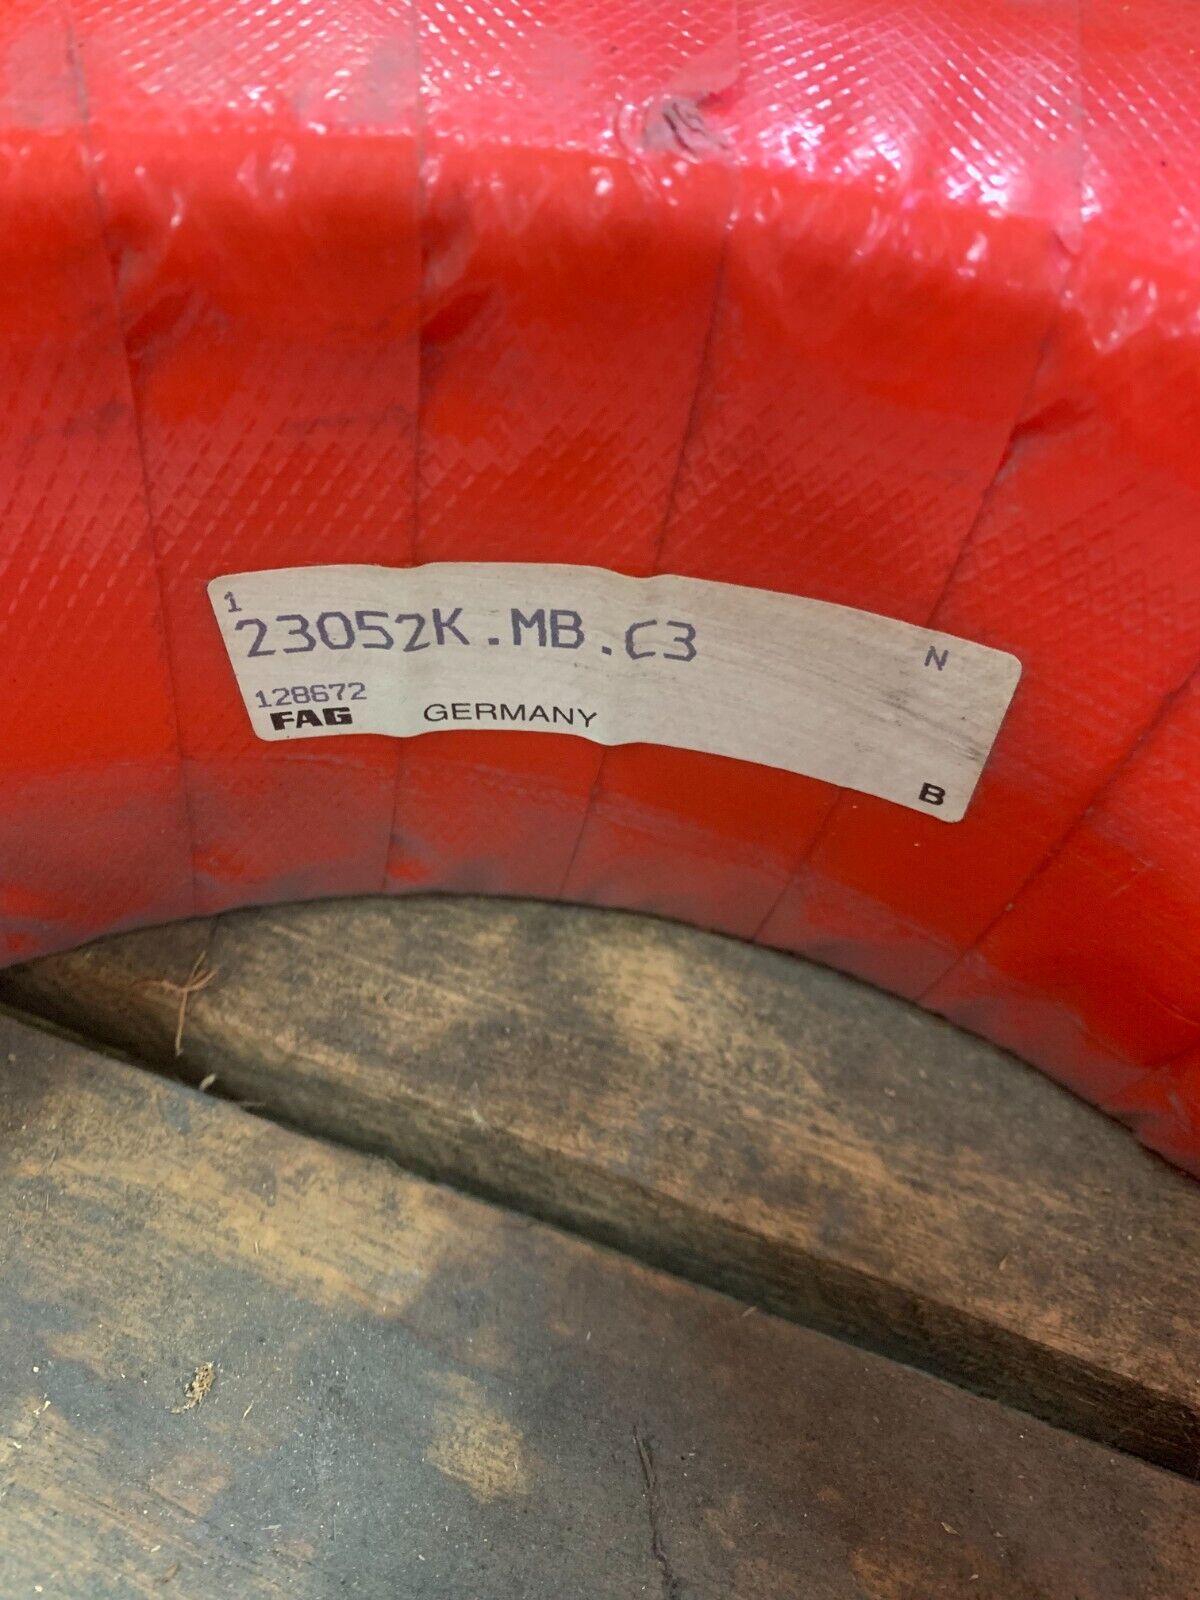 1
23052K.MB.C3 N
128672
FAG GERMANY
B